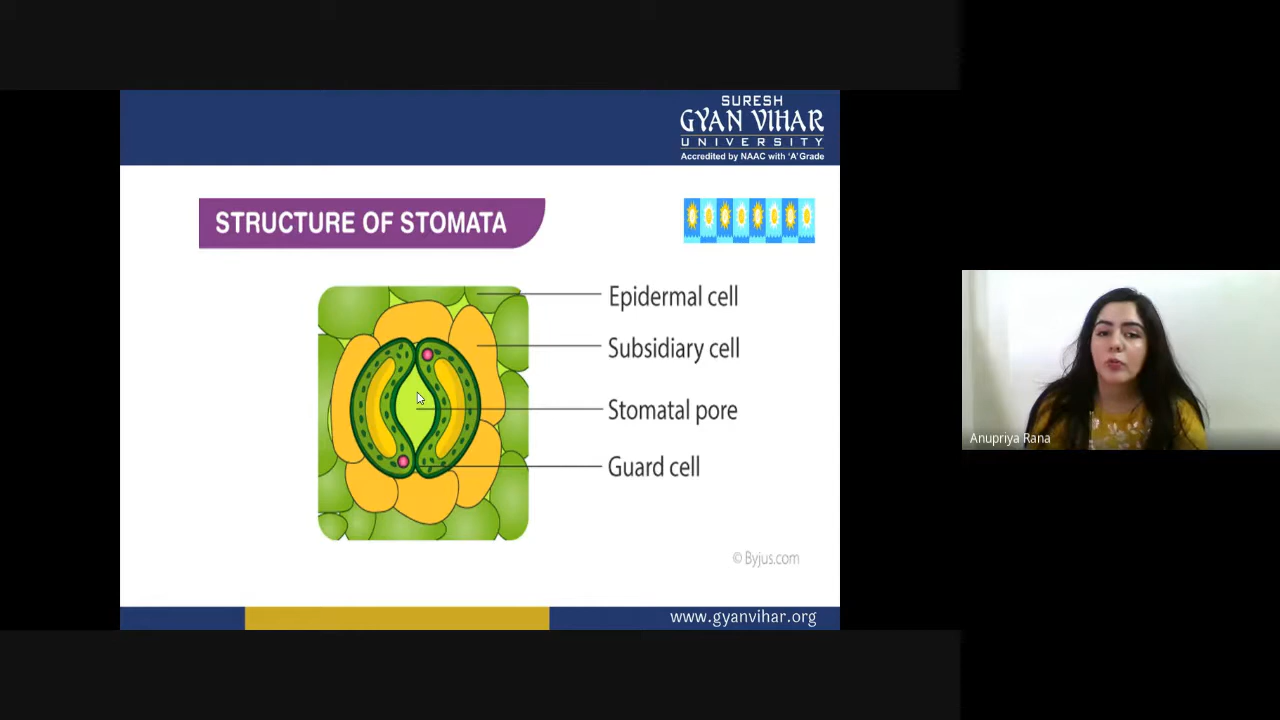 SURESH
GYAN VIHAR
UNIVERSITY
Accredited by NAAC with 'A' Grade
STRUCTURE OF STOMATA
Epidermal cell
Subsidiary cell
Stomatal pore
Guard cell
Anupriya Rana
© Byjus.com
www.gyanvihar.org